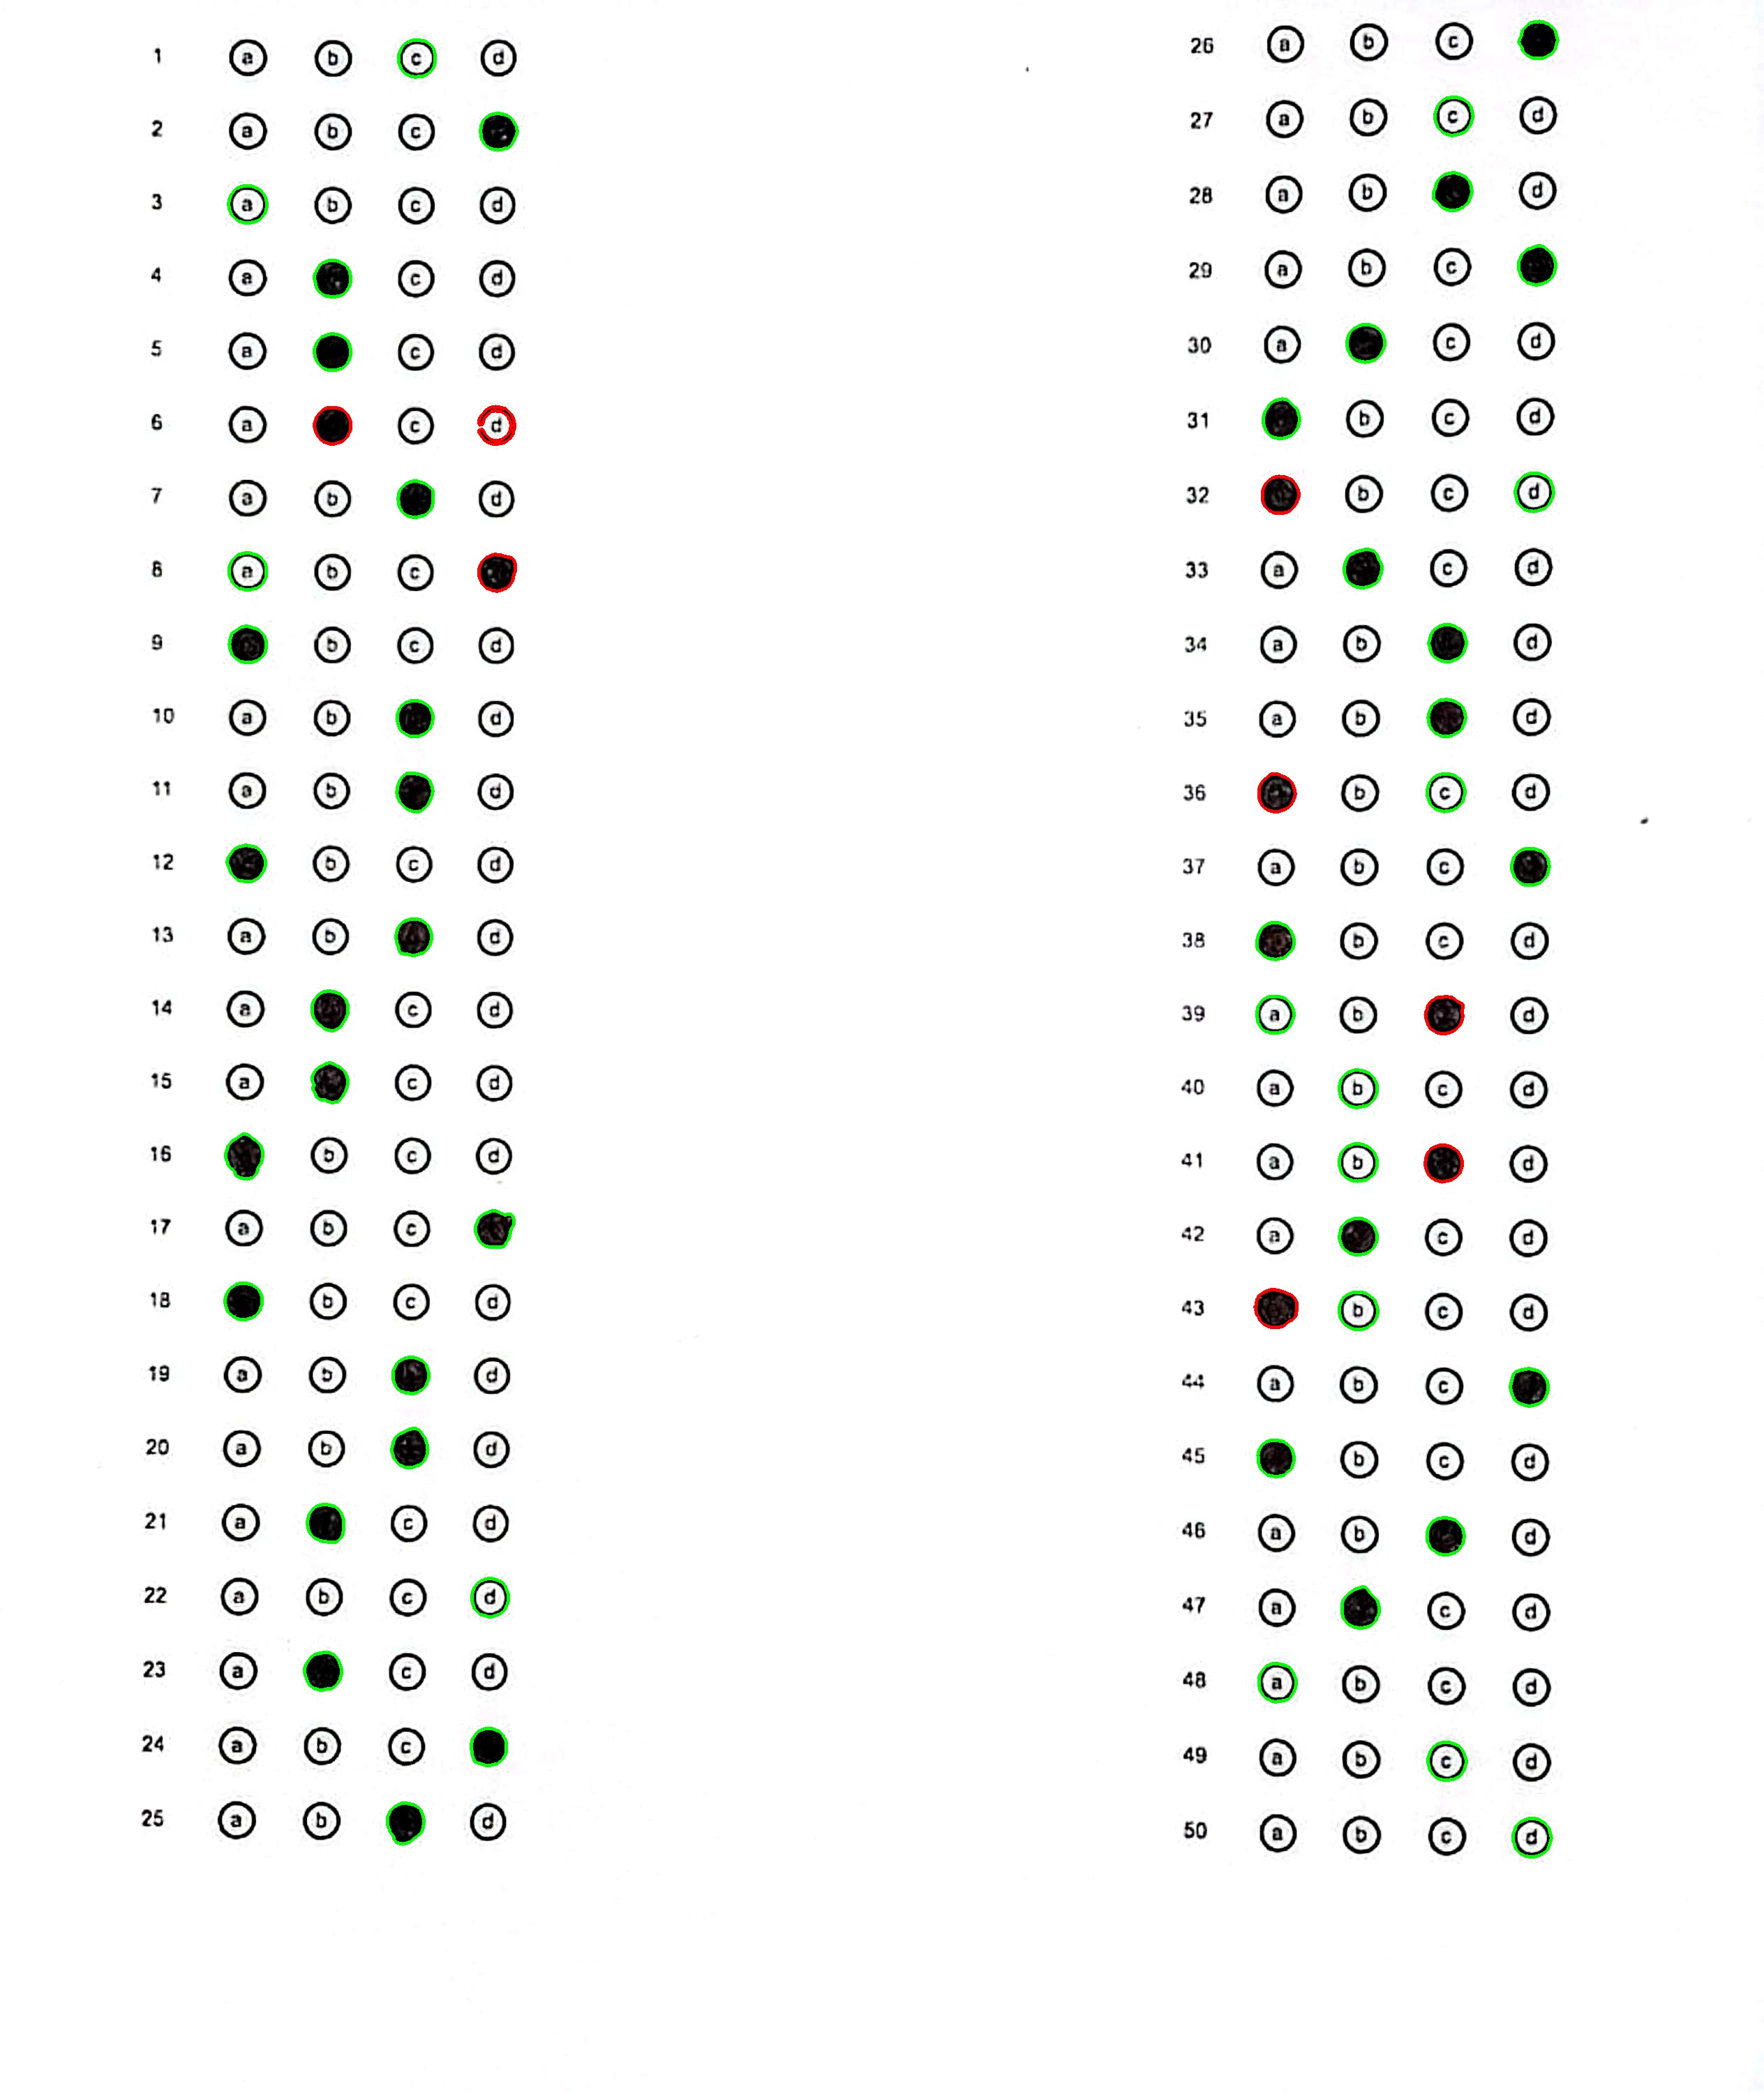 1 a b c d
2 a b c
3 a b c d
4 a c d
5 a c d
6 a c d
7 a b d
8 a b c
9 b c d
10 a b d
11 a b d
12 b c d
13 a b d
14 a c d
15 a c d
16 b c d
17 a b c
18 b c d
19 a b d
20 a b d
21 a c d
22 a b c d
23 a c d
24 a b c
25 a b d
26 a b c
27 a b c d
28 a b d
29 a b c
30 a c d
31 b c d
32 b c d
33 a c d
34 a b d
35 a b d
36 b c d
37 a b c
38 b c d
39 a b d
40 a b c d
41 a b d
42 a c d
43 b c d
44 a b c
45 b c d
46 a b d
47 a c d
48 a b c d
49 a b c d
50 a b c d